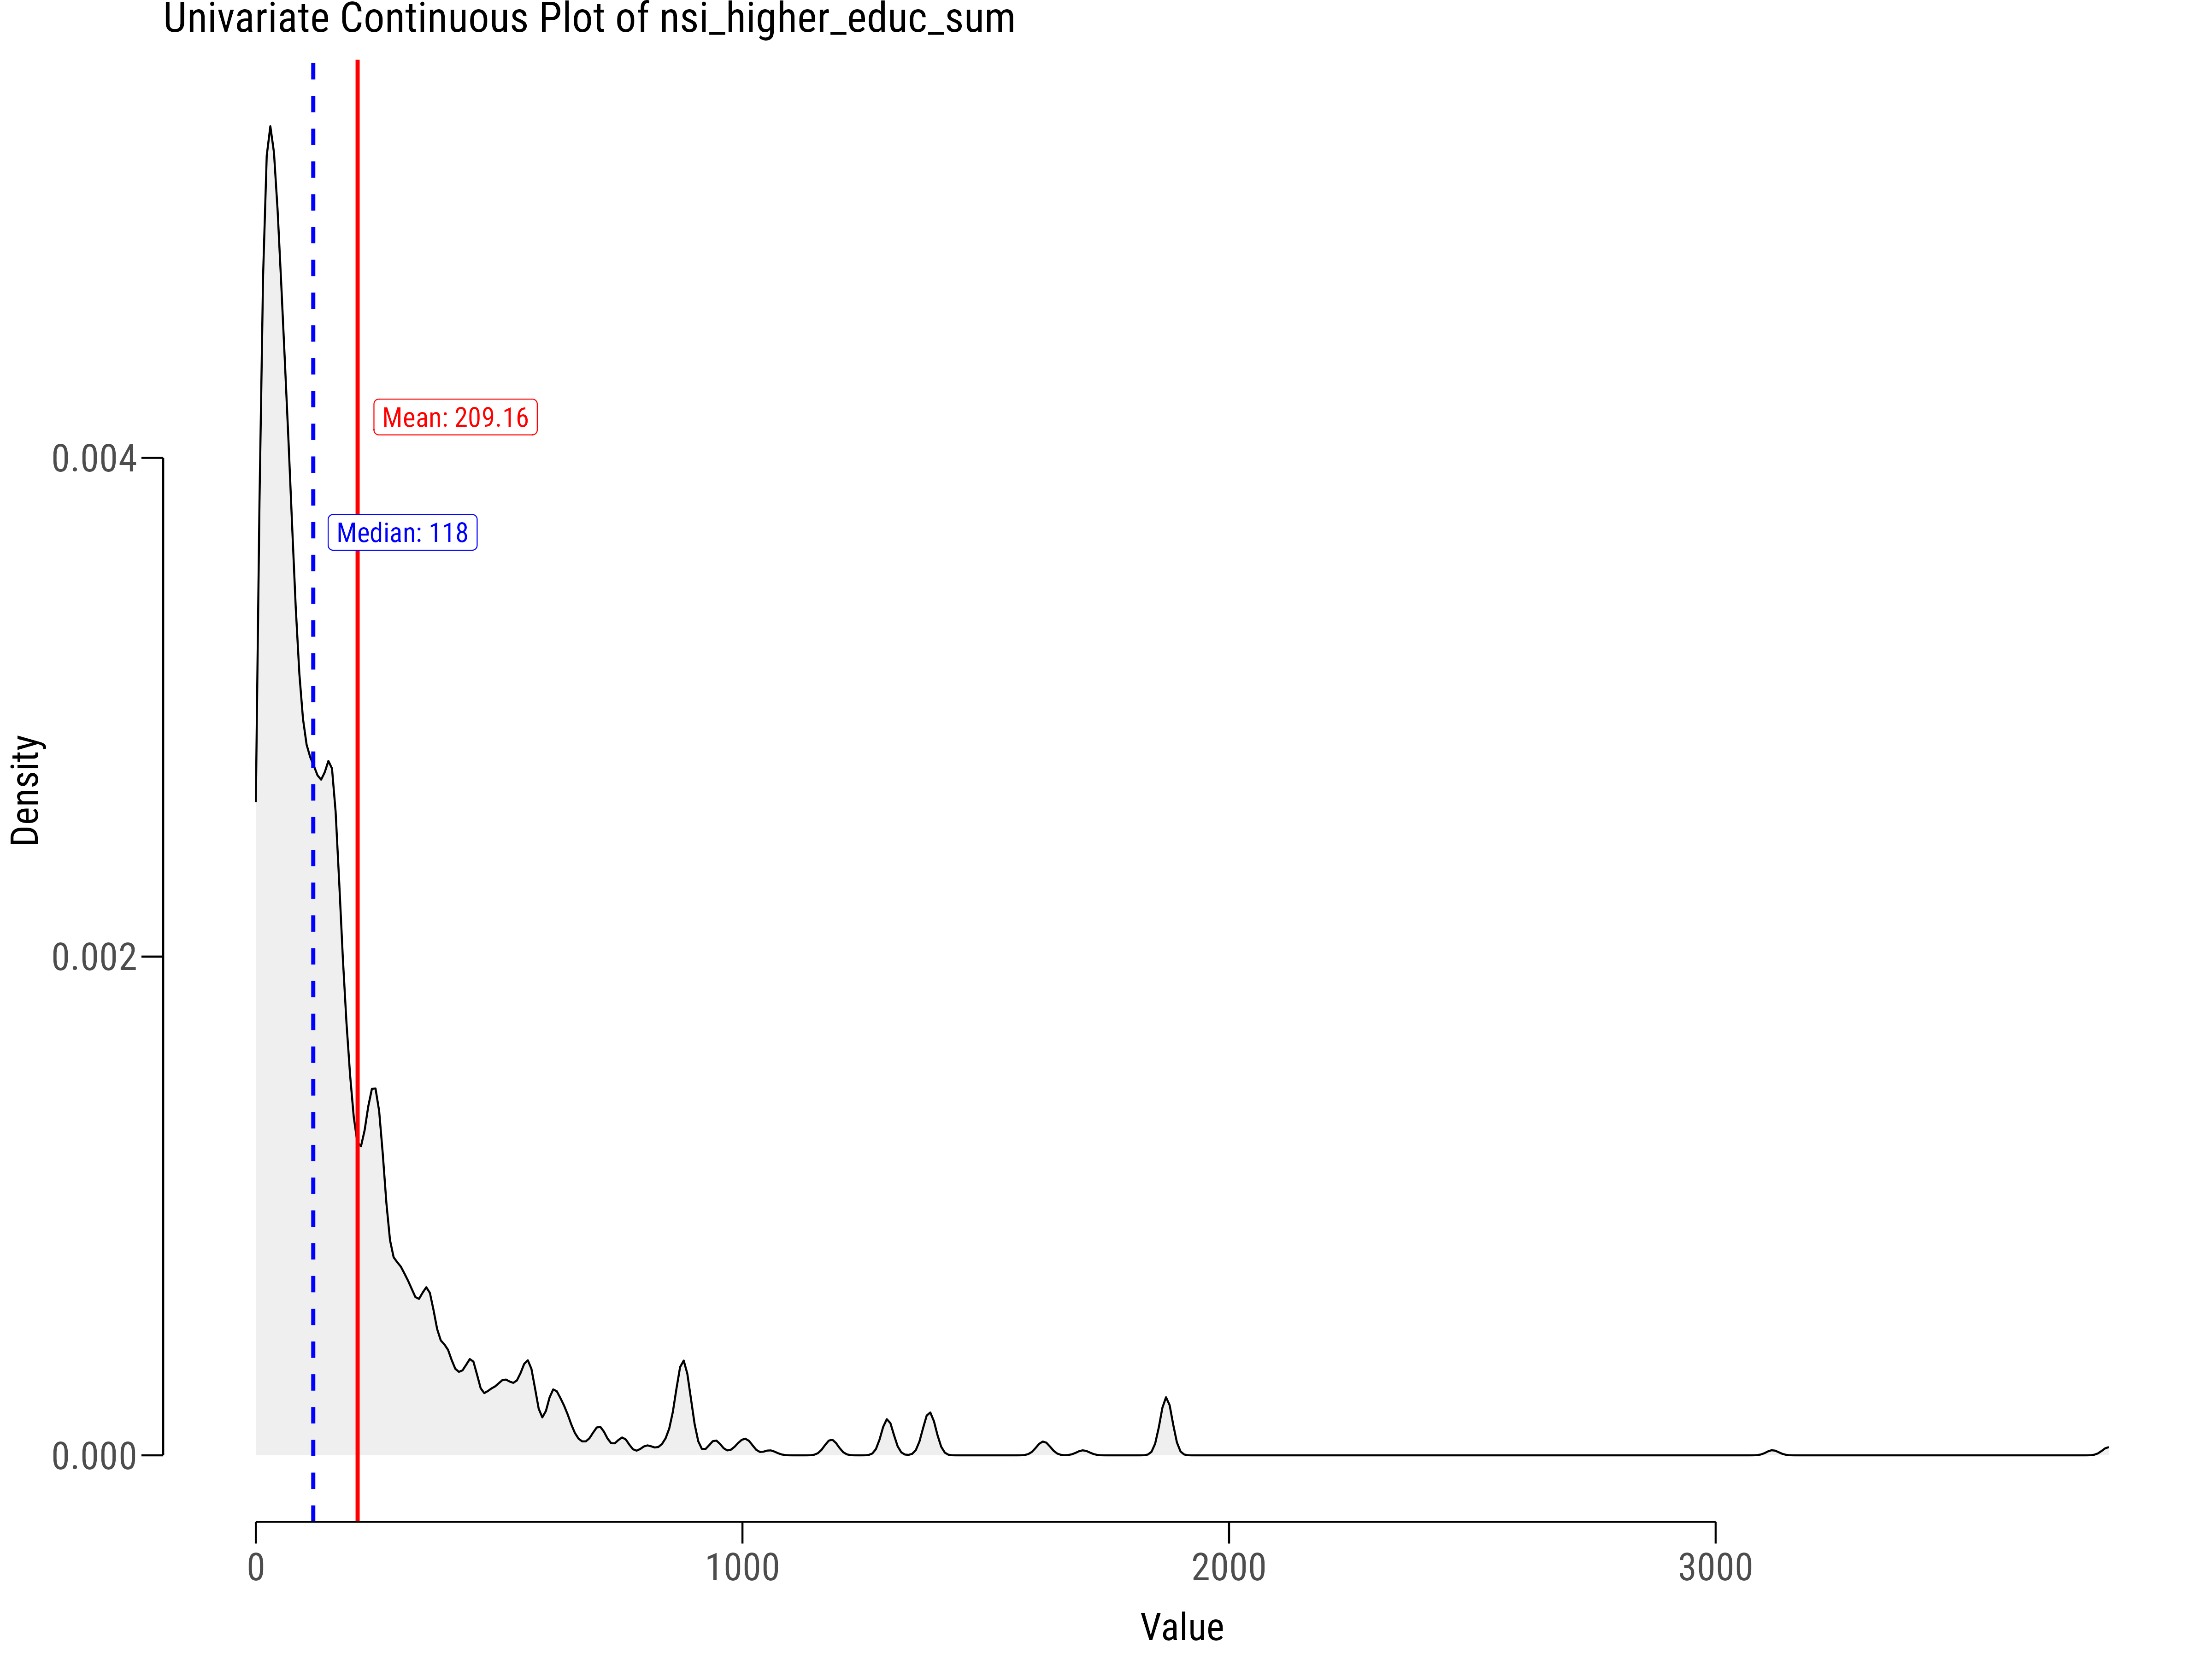 Univariate Continuous Plot of nsi_higher_educ_sum
Mean: 209.16
Median: 118
0.004
0.002
0.000
Density
0
1000
2000
3000
Value